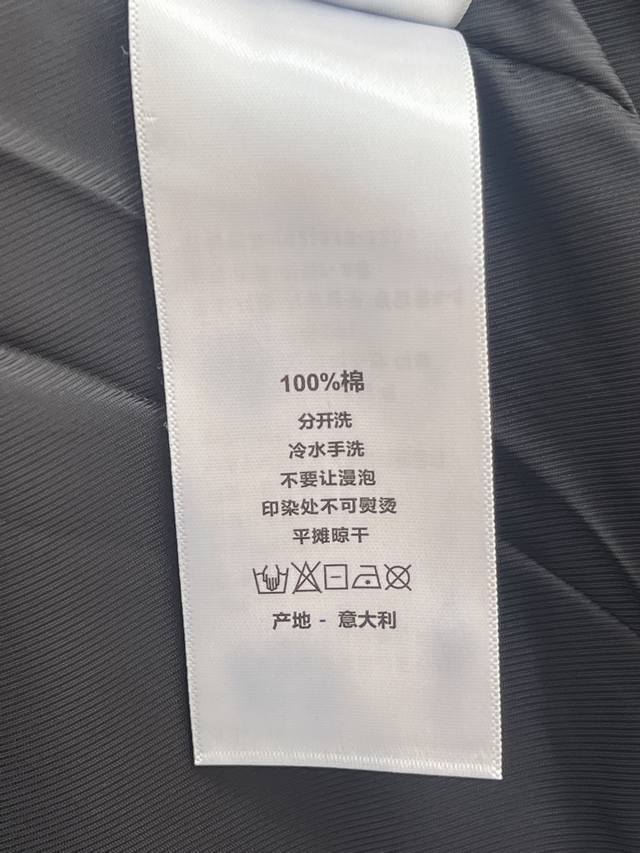 100%棉
分开洗
冷水手洗
不要让漫泡
印染处不可熨烫
平摊晾干
产地 - 意大利